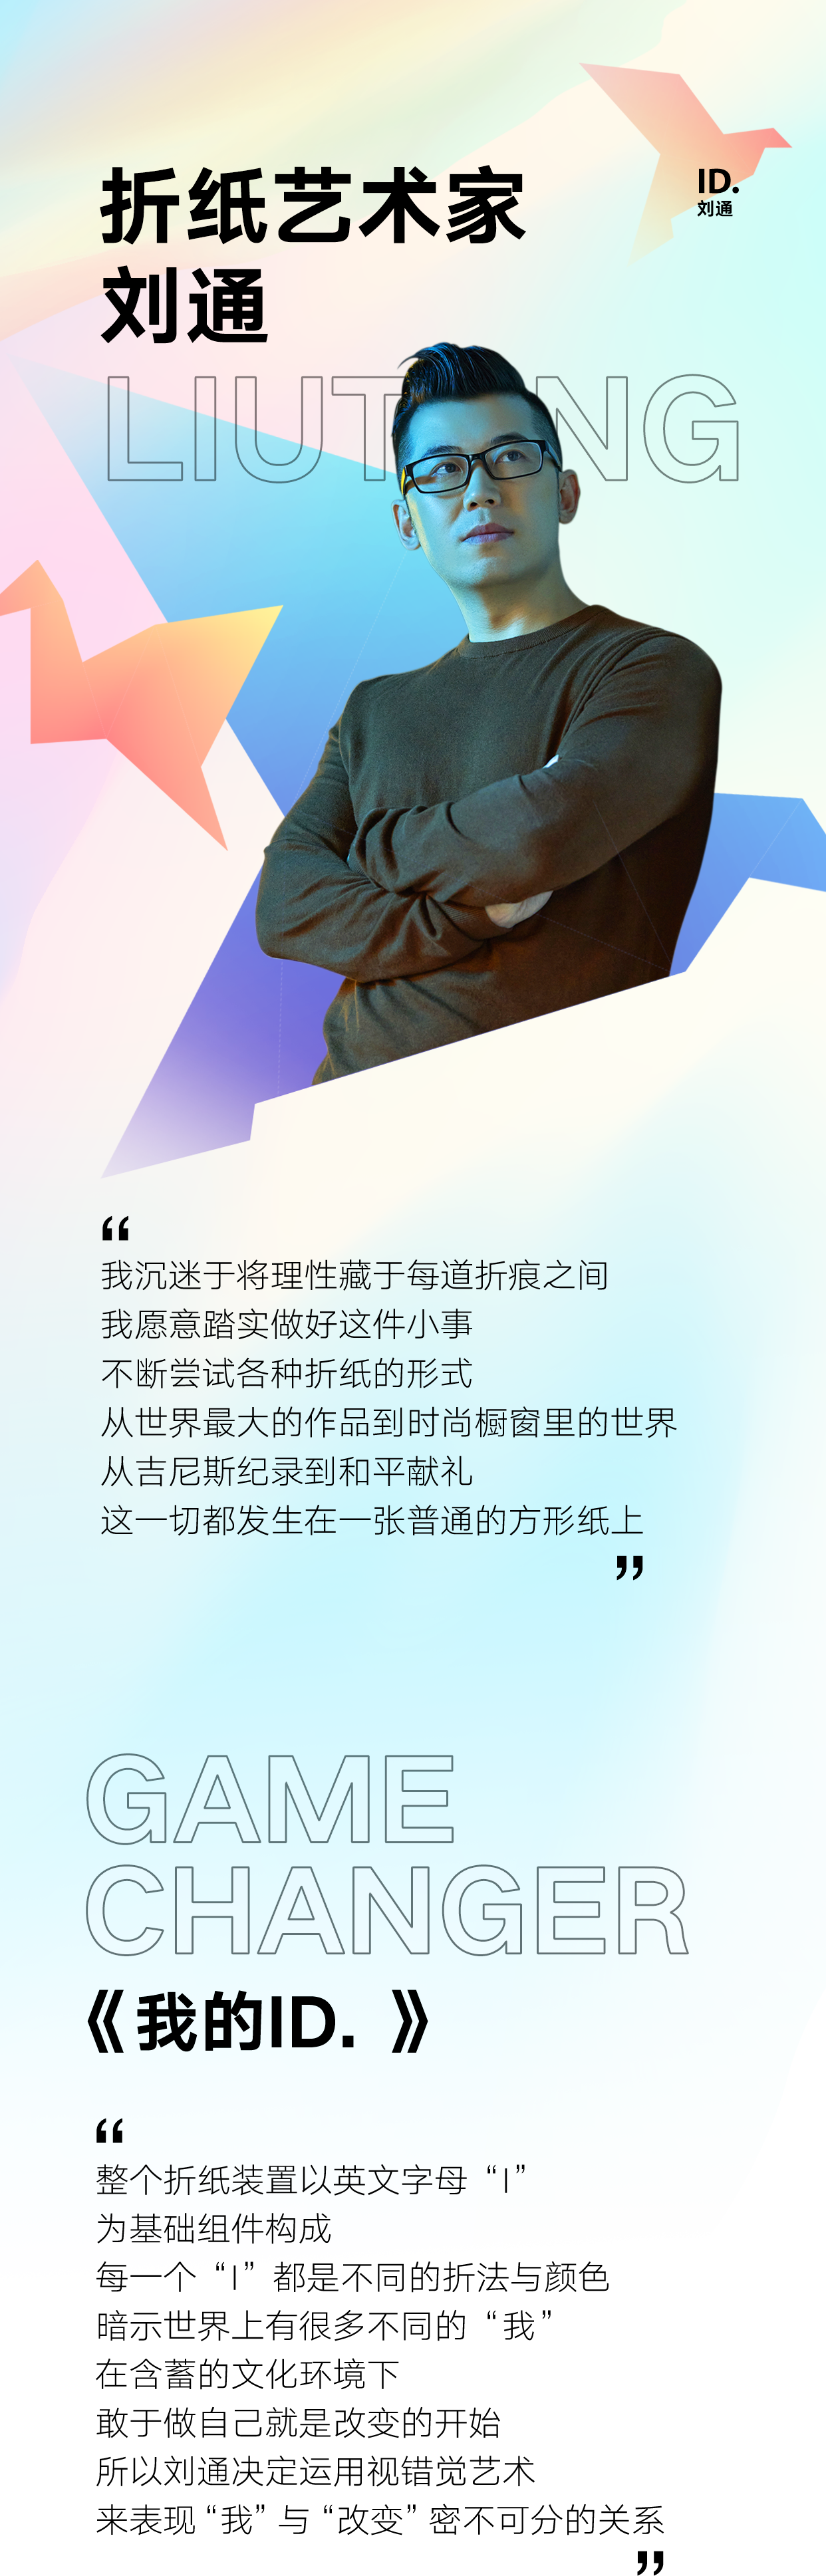 折纸艺术家
刘通
ID.
刘通
LIUTONG
“
我沉迷于将理性藏于每道折痕之间
我愿意踏实做好这件小事
不断尝试各种折纸的形式
从世界最大的作品到时尚橱窗里的世界
从吉尼斯纪录到和平献礼
这一切都发生在一张普通的方形纸上
”
GAME
CHANGER
《我的ID. 》
“
整个折纸装置以英文字母“I”
为基础组件构成
每一个“I”都是不同的折法与颜色
暗示世界上有很多不同的“我”
在含蓄的文化环境下
敢于做自己就是改变的开始
所以刘通决定运用视错觉艺术
来表现“我”与“改变”密不可分的关系
”